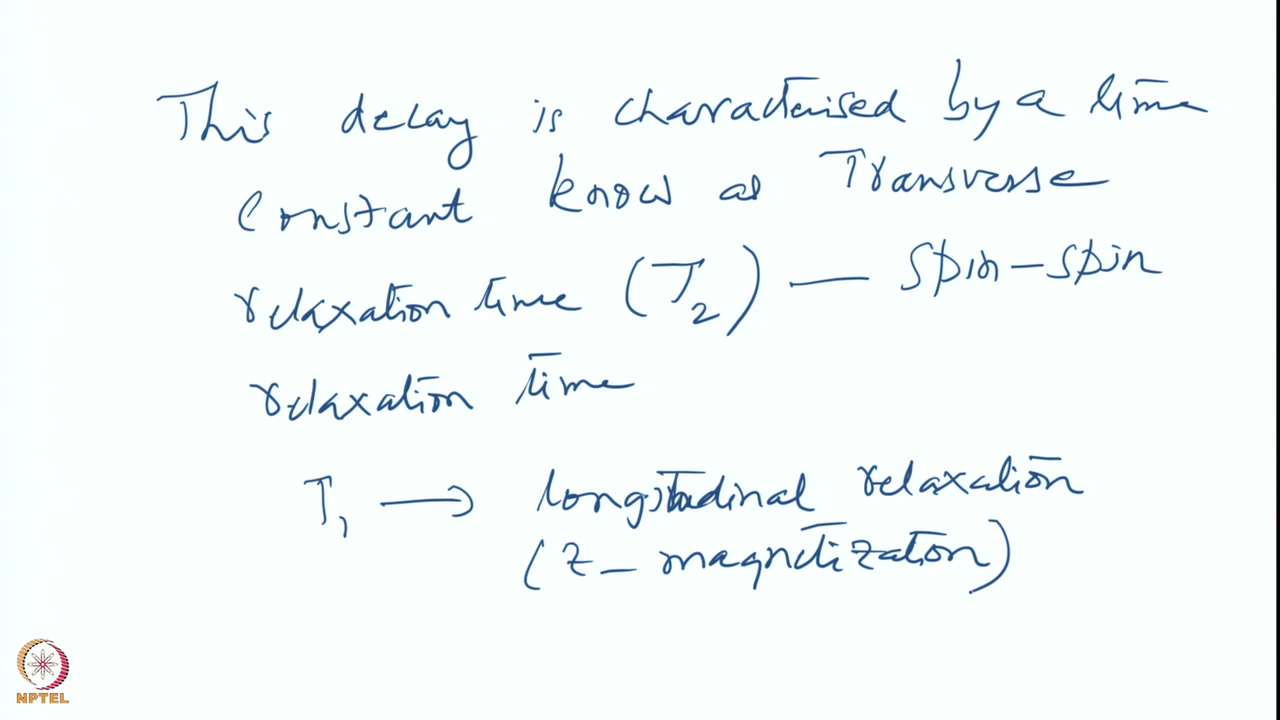 This delay is characterised by a time
constant know as Transverse
relaxation time (T₂) — spin-spin
relaxation time
T₁ → longitudinal relaxation
(z - magnetization)
NPTEL